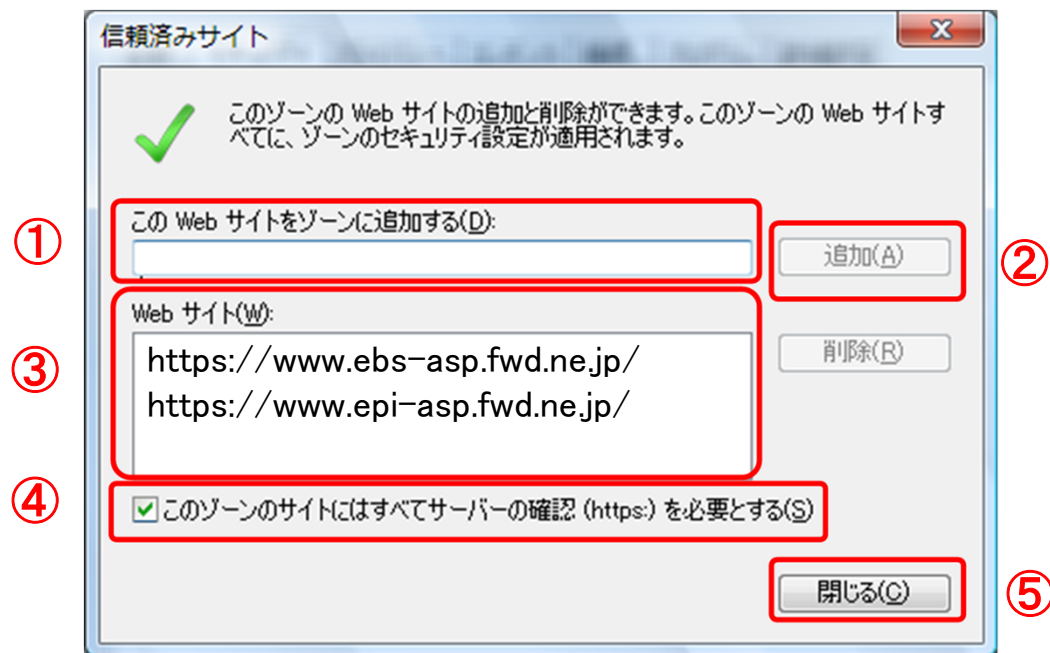 信頼済みサイト
このゾーンの Web サイトの追加と削除ができます。このゾーンの Web サイトす
べてに、ゾーンのセキュリティ設定が適用されます。
① この Web サイトをゾーンに追加する(D):
追加(A) ②
Web サイト(W):
③ https://www.ebs-asp.fwd.ne.jp/
削除(R)
https://www.epi-asp.fwd.ne.jp/
④ このゾーンのサイトにはすべてサーバーの確認 (https:) を必要とする(S)
閉じる(C) ⑤